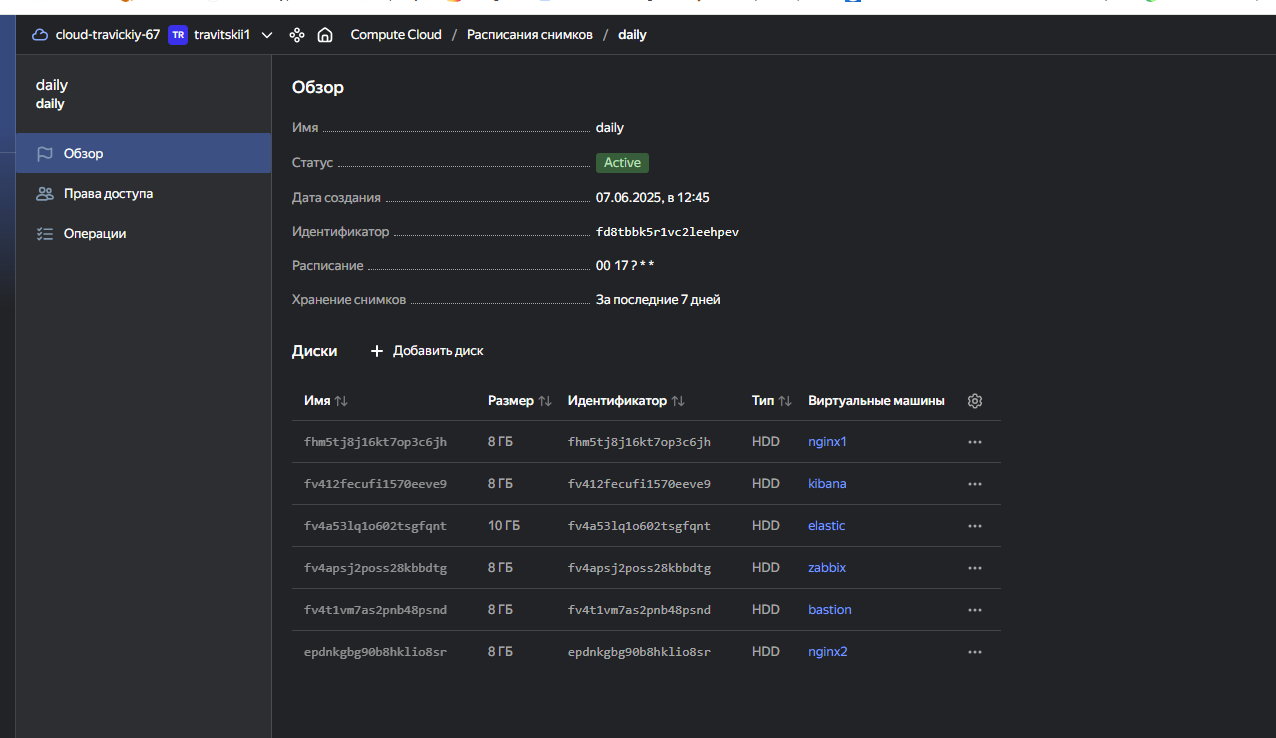 cloud-travickiy-67 TR travitskii1 Compute Cloud / Расписания снимков / daily
daily
daily
Обзор
Права доступа
Операции
Обзор
Имя daily
Статус Active
Дата создания 07.06.2025, в 12:45
Идентификатор fd8tbbk5r1vc2leehpev
Расписание 00 17 ? * *
Хранение снимков За последние 7 дней
Диски + Добавить диск
Имя Размер Идентификатор Тип Виртуальные машины
fhm5tj8j16kt7op3c6jh 8 ГБ fhm5tj8j16kt7op3c6jh HDD nginx1
fv412fecufi1570eeve9 8 ГБ fv412fecufi1570eeve9 HDD kibana
fv4a53lq1o602tsgfqnt 10 ГБ fv4a53lq1o602tsgfqnt HDD elastic
fv4apsj2poss28kbbdtg 8 ГБ fv4apsj2poss28kbbdtg HDD zabbix
fv4t1vm7as2pnb48psnd 8 ГБ fv4t1vm7as2pnb48psnd HDD bastion
epdnkgbg90b8hklio8sr 8 ГБ epdnkgbg90b8hklio8sr HDD nginx2